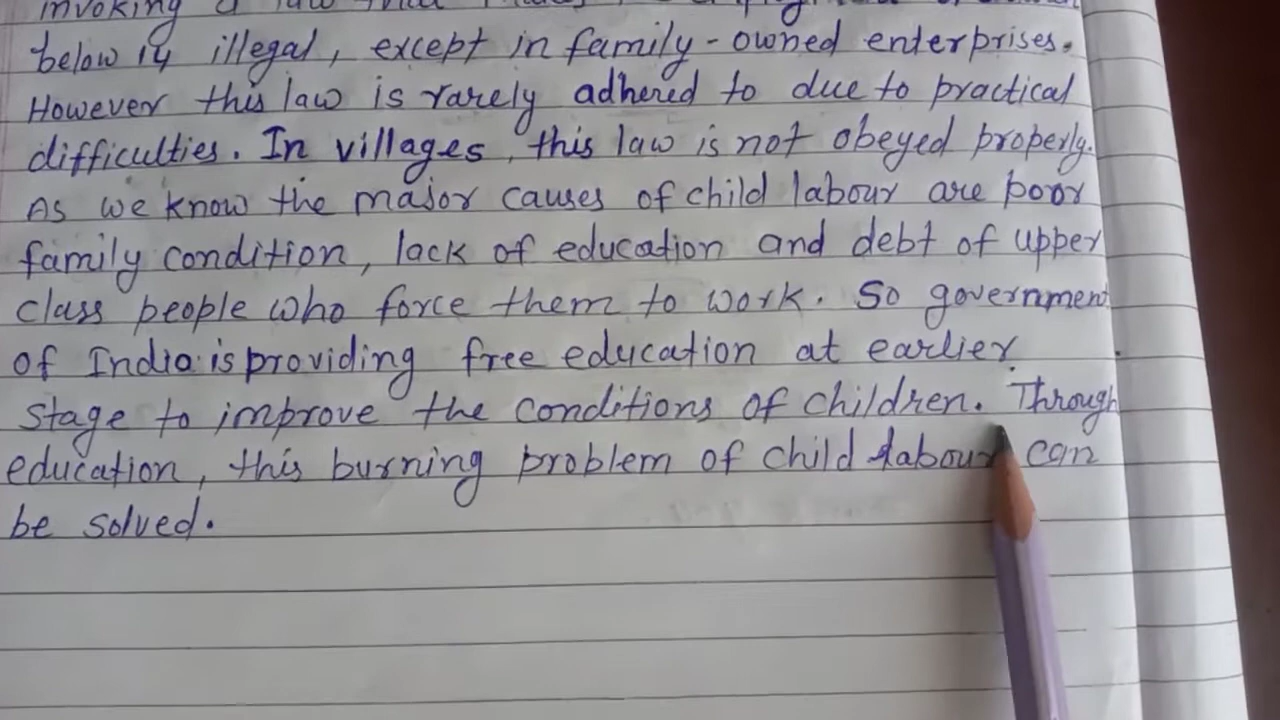 invoking a law that
below 14 illegal, except in family-owned enterprises.
However this law is rarely adhered to due to practical
difficulties. In villages, this law is not obeyed properly.
As we know the major causes of child labour are poor
family condition, lack of education and debt of upper
class people who force them to work. So government
of India is providing free education at earlier
stage to improve the conditions of children. Through
education, this burning problem of child labour can
be solved.